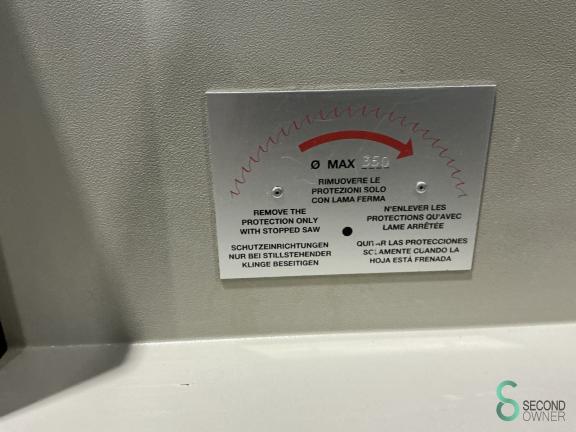 Ø MAX 350
RIMUOVERE LE
PROTEZIONI SOLO
CON LAMA FERMA
REMOVE THE
PROTECTION ONLY
WITH STOPPED SAW
N'ENLEVER LES
PROTECTIONS QU'AVEC
LAME ARRÊTÉE
SCHUTZEINRICHTUNGEN
NUR BEI STILLSTEHENDER
KLINGE BESEITIGEN
QUITAR LAS PROTECCIONES
SOLAMENTE CUANDO LA
HOJA ESTÁ FRENADA
SECOND
OWNER